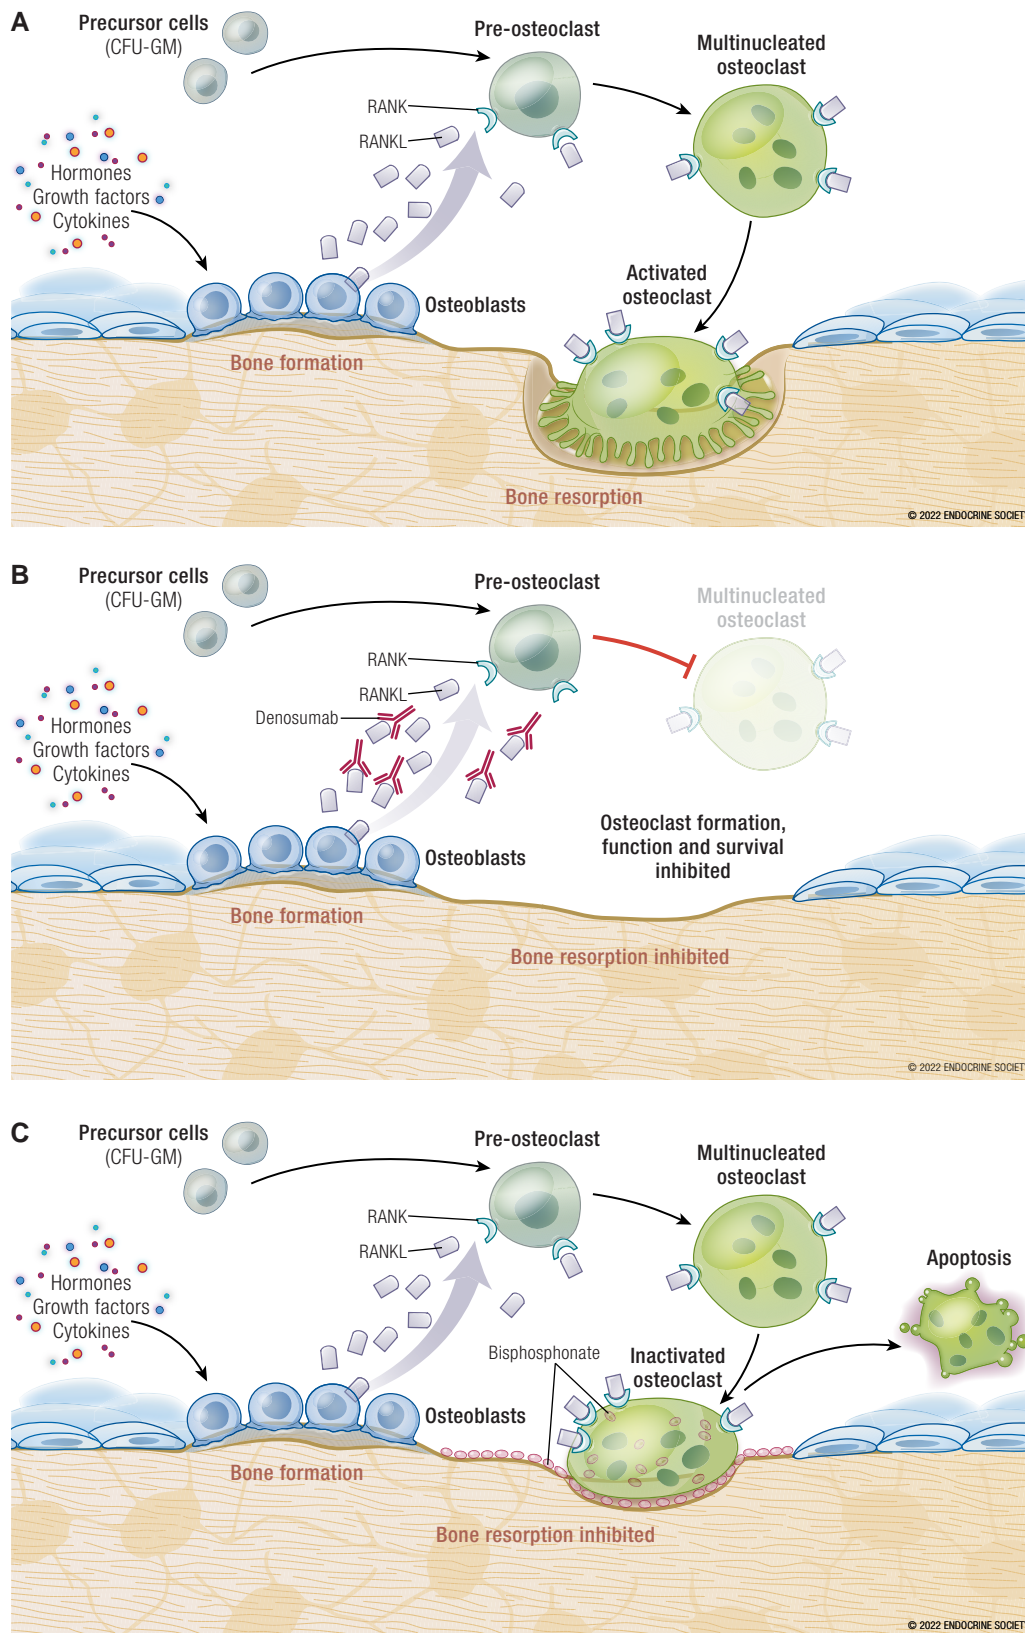 A
Precursor cells
(CFU-GM)
Pre-osteoclast
Multinucleated
osteoclast
RANK
RANKL
Hormones
Growth factors
Cytokines
Activated
osteoclast
Osteoblasts
Bone formation
Bone resorption
© 2022 ENDOCRINE SOCIETY
B
Precursor cells
(CFU-GM)
Pre-osteoclast
Multinucleated
osteoclast
RANK
RANKL
Denosumab
Hormones
Growth factors
Cytokines
Osteoclast formation,
function and survival
inhibited
Osteoblasts
Bone formation
Bone resorption inhibited
© 2022 ENDOCRINE SOCIETY
C
Precursor cells
(CFU-GM)
Pre-osteoclast
Multinucleated
osteoclast
RANK
RANKL
Apoptosis
Hormones
Growth factors
Cytokines
Bisphosphonate
Inactivated
osteoclast
Osteoblasts
Bone formation
Bone resorption inhibited
© 2022 ENDOCRINE SOCIETY